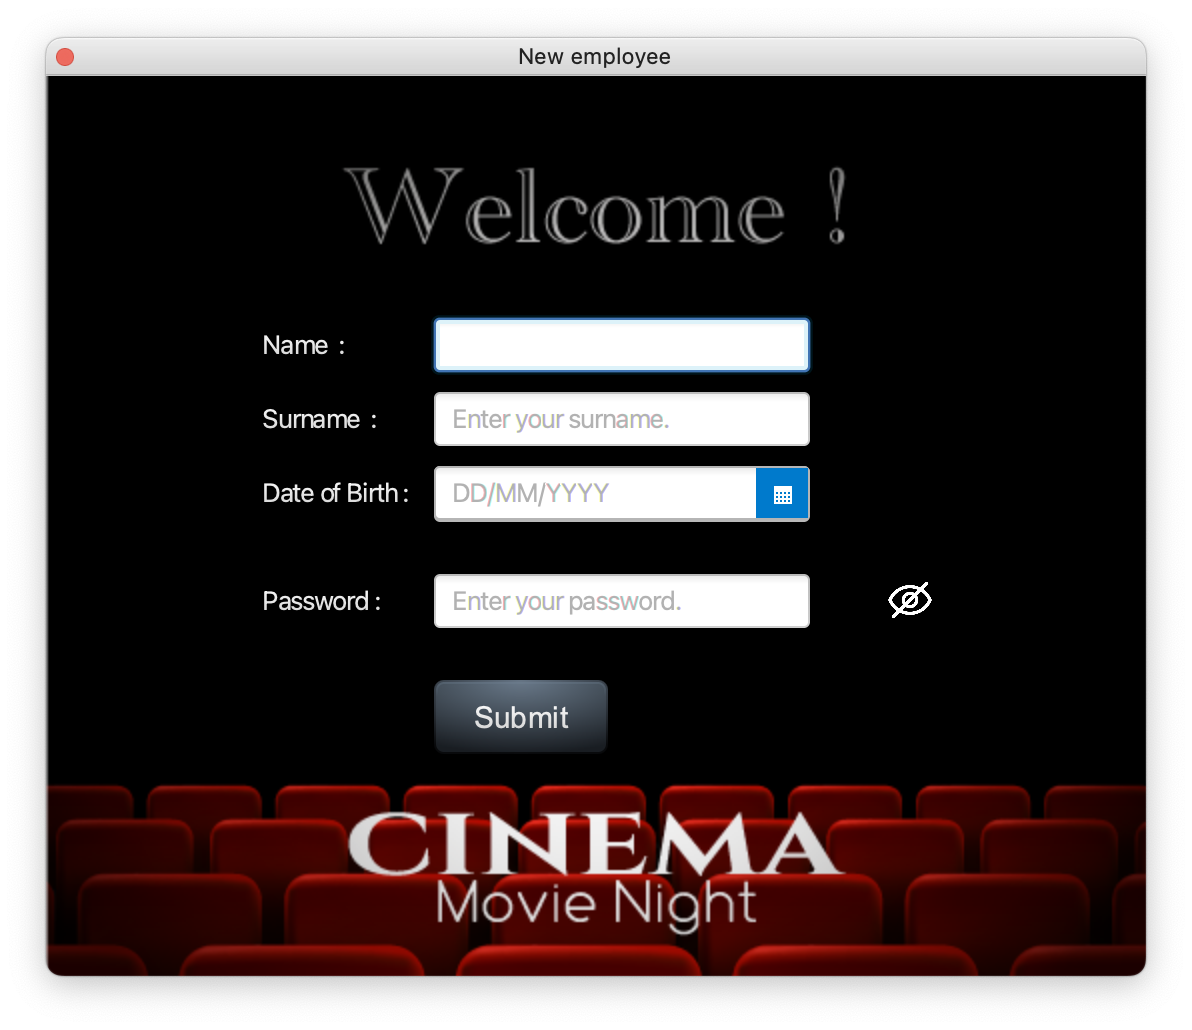 New employee
Welcome !
Name :
Surname : Enter your surname.
Date of Birth : DD/MM/YYYY
Password : Enter your password.
Submit
CINEMA
Movie Night